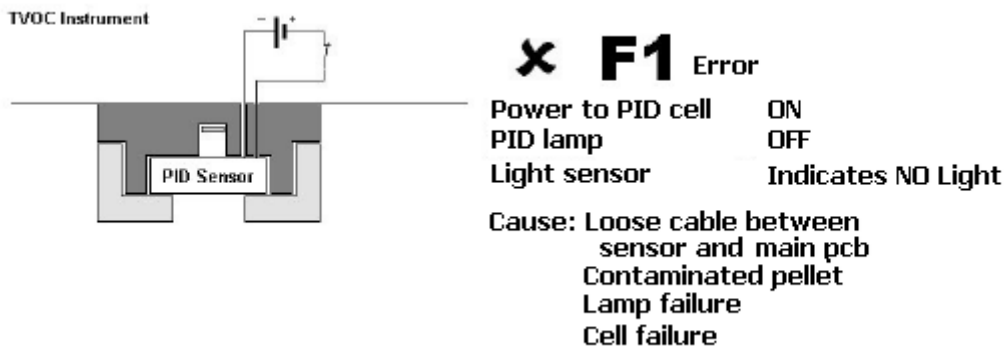 TVOC Instrument
- +
PID Sensor
✘ F1 Error
Power to PID cell ON
PID lamp OFF
Light sensor Indicates NO Light
Cause: Loose cable between
sensor and main pcb
Contaminated pellet
Lamp failure
Cell failure